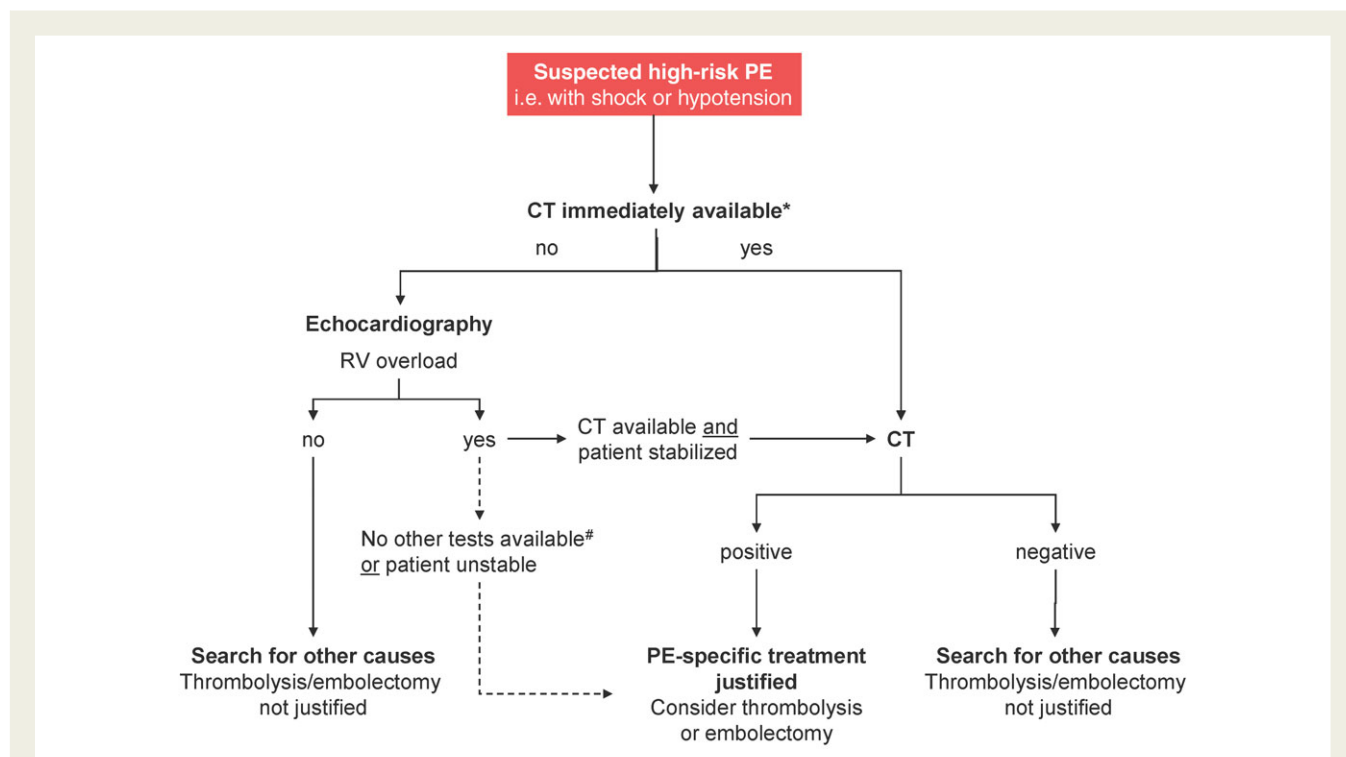 Suspected high-risk PE
i.e. with shock or hypotension
CT immediately available*
no
yes
Echocardiography
RV overload
no
yes
CT available and
patient stabilized
CT
No other tests available#
or patient unstable
positive
negative
Search for other causes
Thrombolysis/embolectomy
not justified
PE-specific treatment
justified
Consider thrombolysis
or embolectomy
Search for other causes
Thrombolysis/embolectomy
not justified